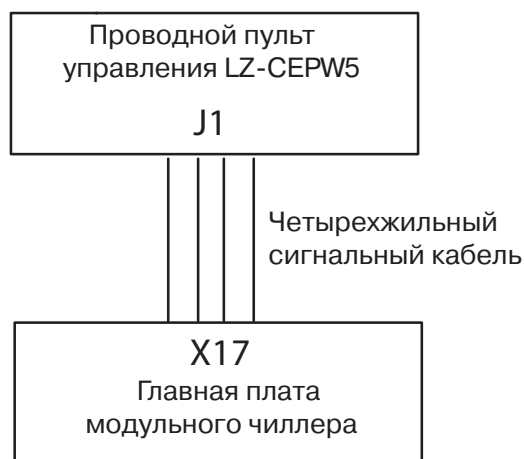 Проводной пульт
управления LZ-CEPW5
J1
Четырехжильный
сигнальный кабель
X17
Главная плата
модульного чиллера